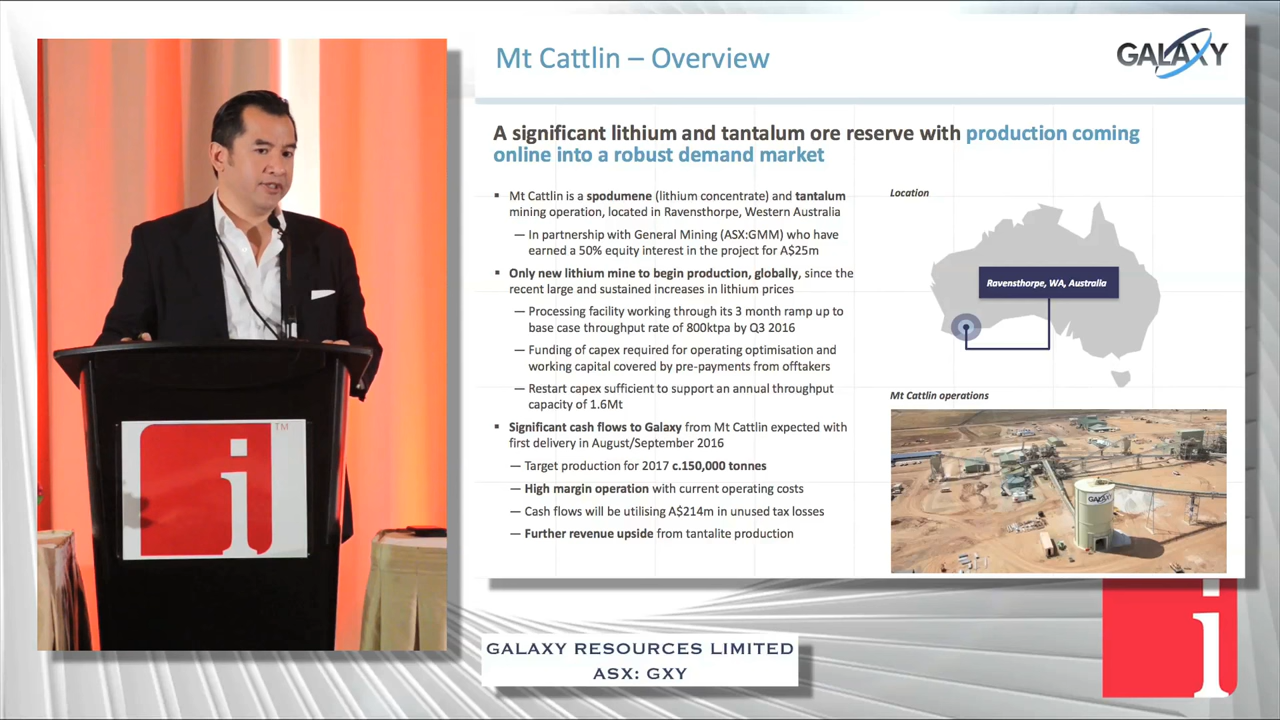 Mt Cattlin – Overview
GALAXY
A significant lithium and tantalum ore reserve with production coming
online into a robust demand market
▪ Mt Cattlin is a spodumene (lithium concentrate) and tantalum
mining operation, located in Ravensthorpe, Western Australia
— In partnership with General Mining (ASX:GMM) who have
earned a 50% equity interest in the project for A$25m
▪ Only new lithium mine to begin production, globally, since the
recent large and sustained increases in lithium prices
— Processing facility working through its 3 month ramp up to
base case throughput rate of 800ktpa by Q3 2016
— Funding of capex required for operating optimisation and
working capital covered by pre-payments from offtakers
— Restart capex sufficient to support an annual throughput
capacity of 1.6Mt
▪ Significant cash flows to Galaxy from Mt Cattlin expected with
first delivery in August/September 2016
— Target production for 2017 c.150,000 tonnes
— High margin operation with current operating costs
— Cash flows will be utilising A$214m in unused tax losses
— Further revenue upside from tantalite production
Location
Ravensthorpe, WA, Australia
Mt Cattlin operations
GALAXY
i TM
GALAXY RESOURCES LIMITED
ASX: GXY
i